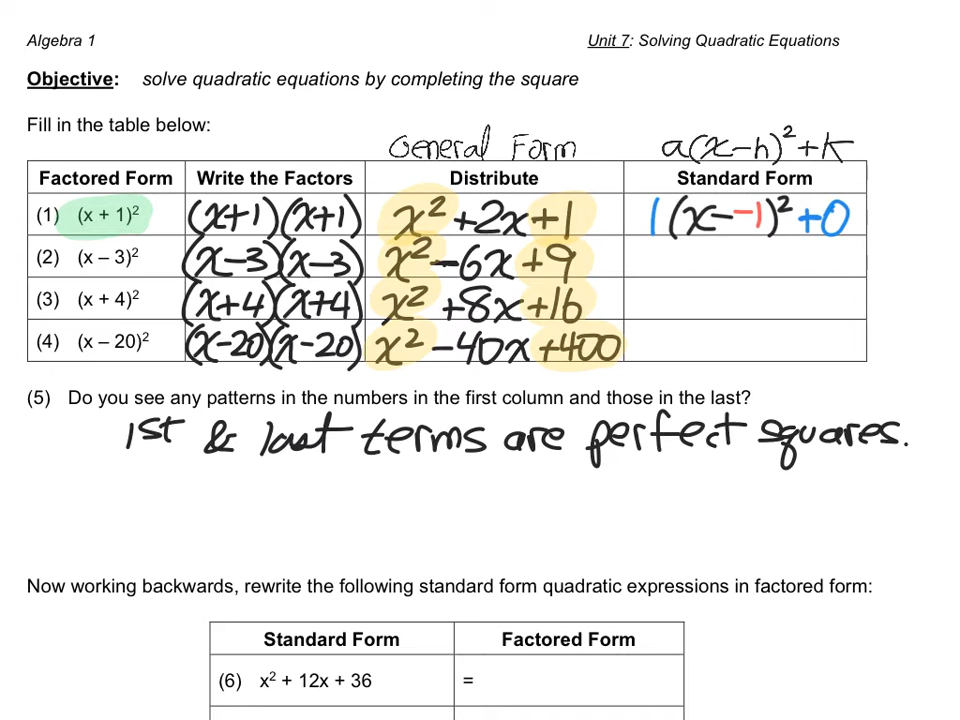 Algebra 1 Unit 7: Solving Quadratic Equations
Objective: solve quadratic equations by completing the square
Fill in the table below:
General Form a(x-h)²+k
Factored Form Write the Factors Distribute Standard Form
(1) (x + 1)² (x+1)(x+1) x²+2x+1 1(x--1)²+0
(2) (x – 3)² (x-3)(x-3) x²-6x+9
(3) (x + 4)² (x+4)(x+4) x²+8x+16
(4) (x – 20)² (x-20)(x-20) x²-40x+400
(5) Do you see any patterns in the numbers in the first column and those in the last?
1st & last terms are perfect squares.
Now working backwards, rewrite the following standard form quadratic expressions in factored form:
Standard Form Factored Form
(6) x² + 12x + 36 =